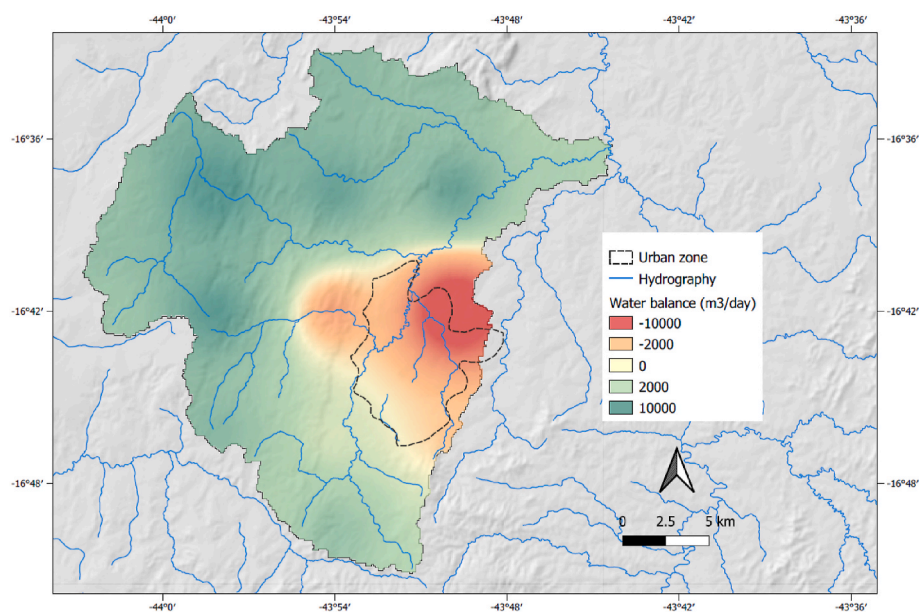 -44°0′ -43°54′ -43°48′ -43°42′ -43°36′
-16°36′ -16°36′
Urban zone
Hydrography
Water balance (m3/day)
-10000
-2000
0
2000
10000
-16°42′ -16°42′
-16°48′ -16°48′
0 2.5 5 km
-44°0′ -43°54′ -43°48′ -43°42′ -43°36′